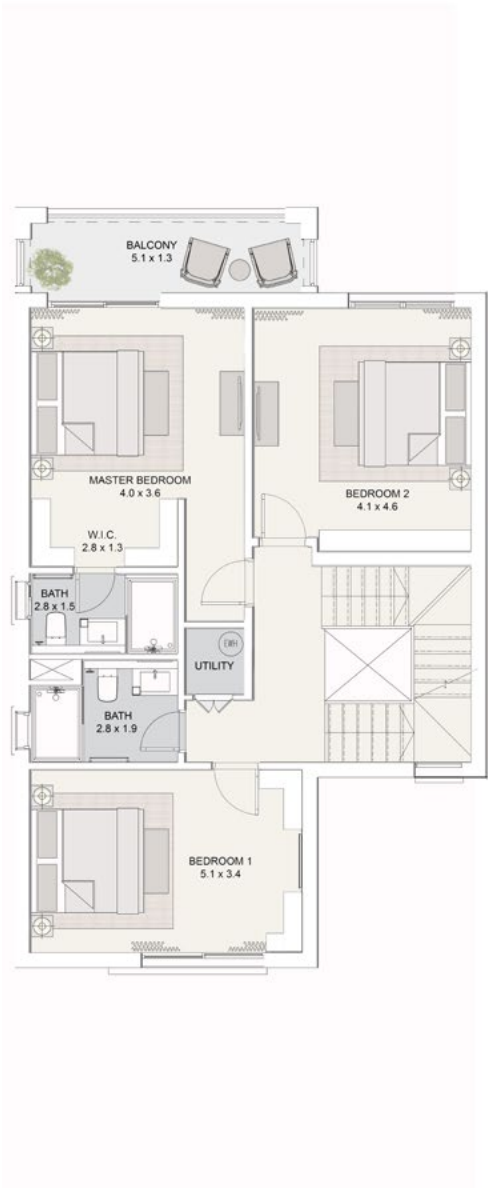 BALCONY
5.1 x 1.3
MASTER BEDROOM
4.0 x 3.6
BEDROOM 2
4.1 x 4.6
W.I.C.
2.8 x 1.3
BATH
2.8 x 1.5
EWH
UTILITY
BATH
2.8 x 1.9
BEDROOM 1
5.1 x 3.4